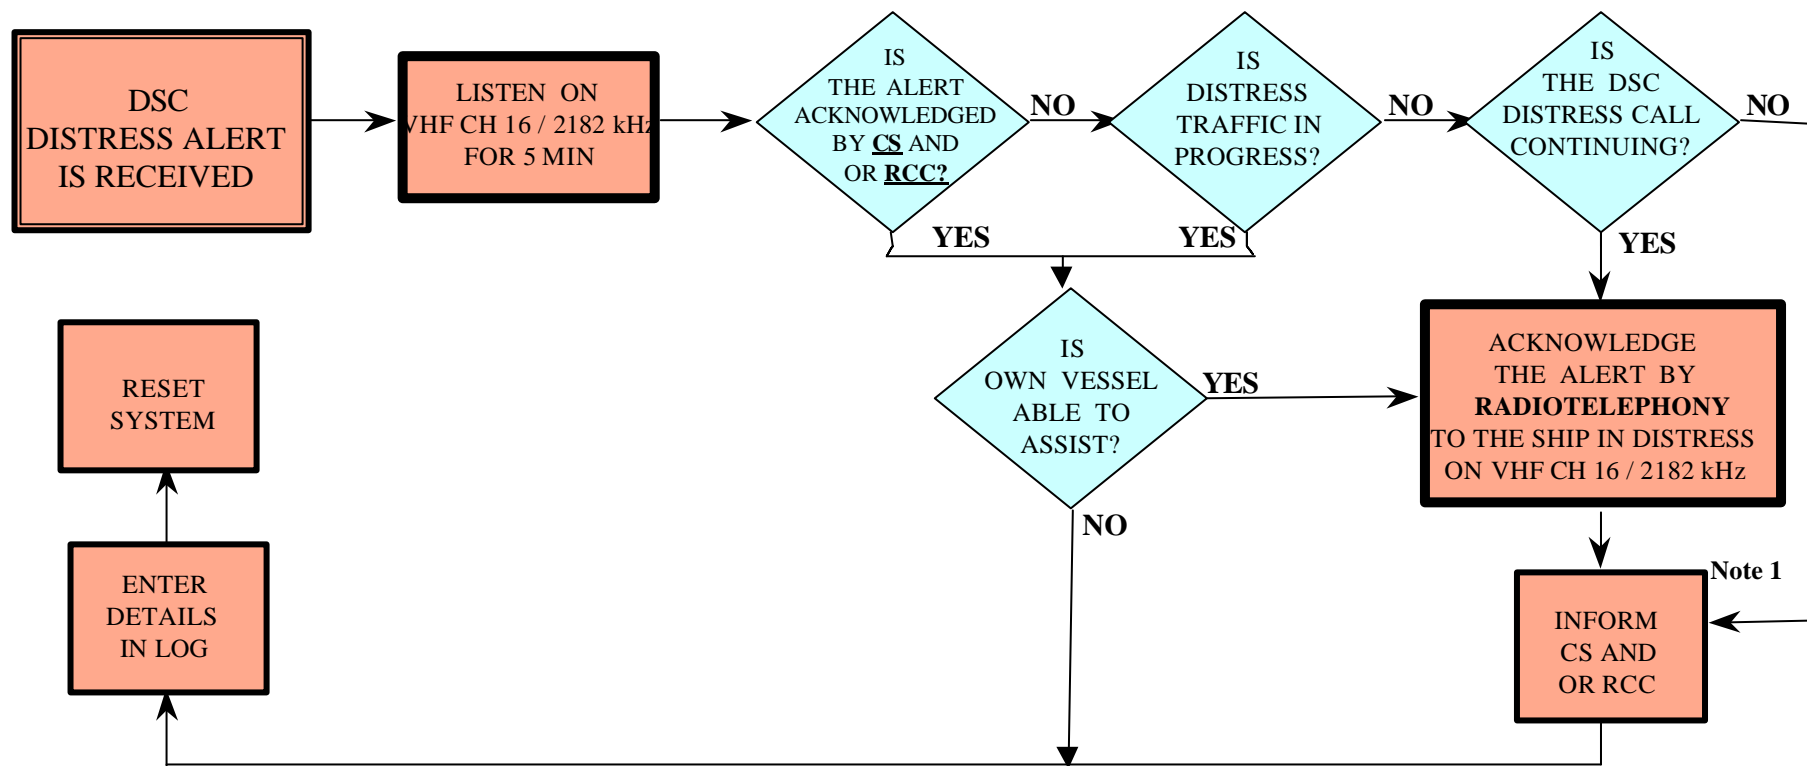 DSC
DISTRESS ALERT
IS RECEIVED
LISTEN ON
VHF CH 16 / 2182 kHz
FOR 5 MIN
IS
THE ALERT
ACKNOWLEDGED
BY CS AND
OR RCC?
NO
IS
DISTRESS
TRAFFIC IN
PROGRESS?
NO
IS
THE DSC
DISTRESS CALL
CONTINUING?
NO
YES
YES
YES
IS
OWN VESSEL
ABLE TO
ASSIST?
YES
NO
ACKNOWLEDGE
THE ALERT BY
RADIOTELEPHONY
TO THE SHIP IN DISTRESS
ON VHF CH 16 / 2182 kHz
Note 1
INFORM
CS AND
OR RCC
RESET
SYSTEM
ENTER
DETAILS
IN LOG